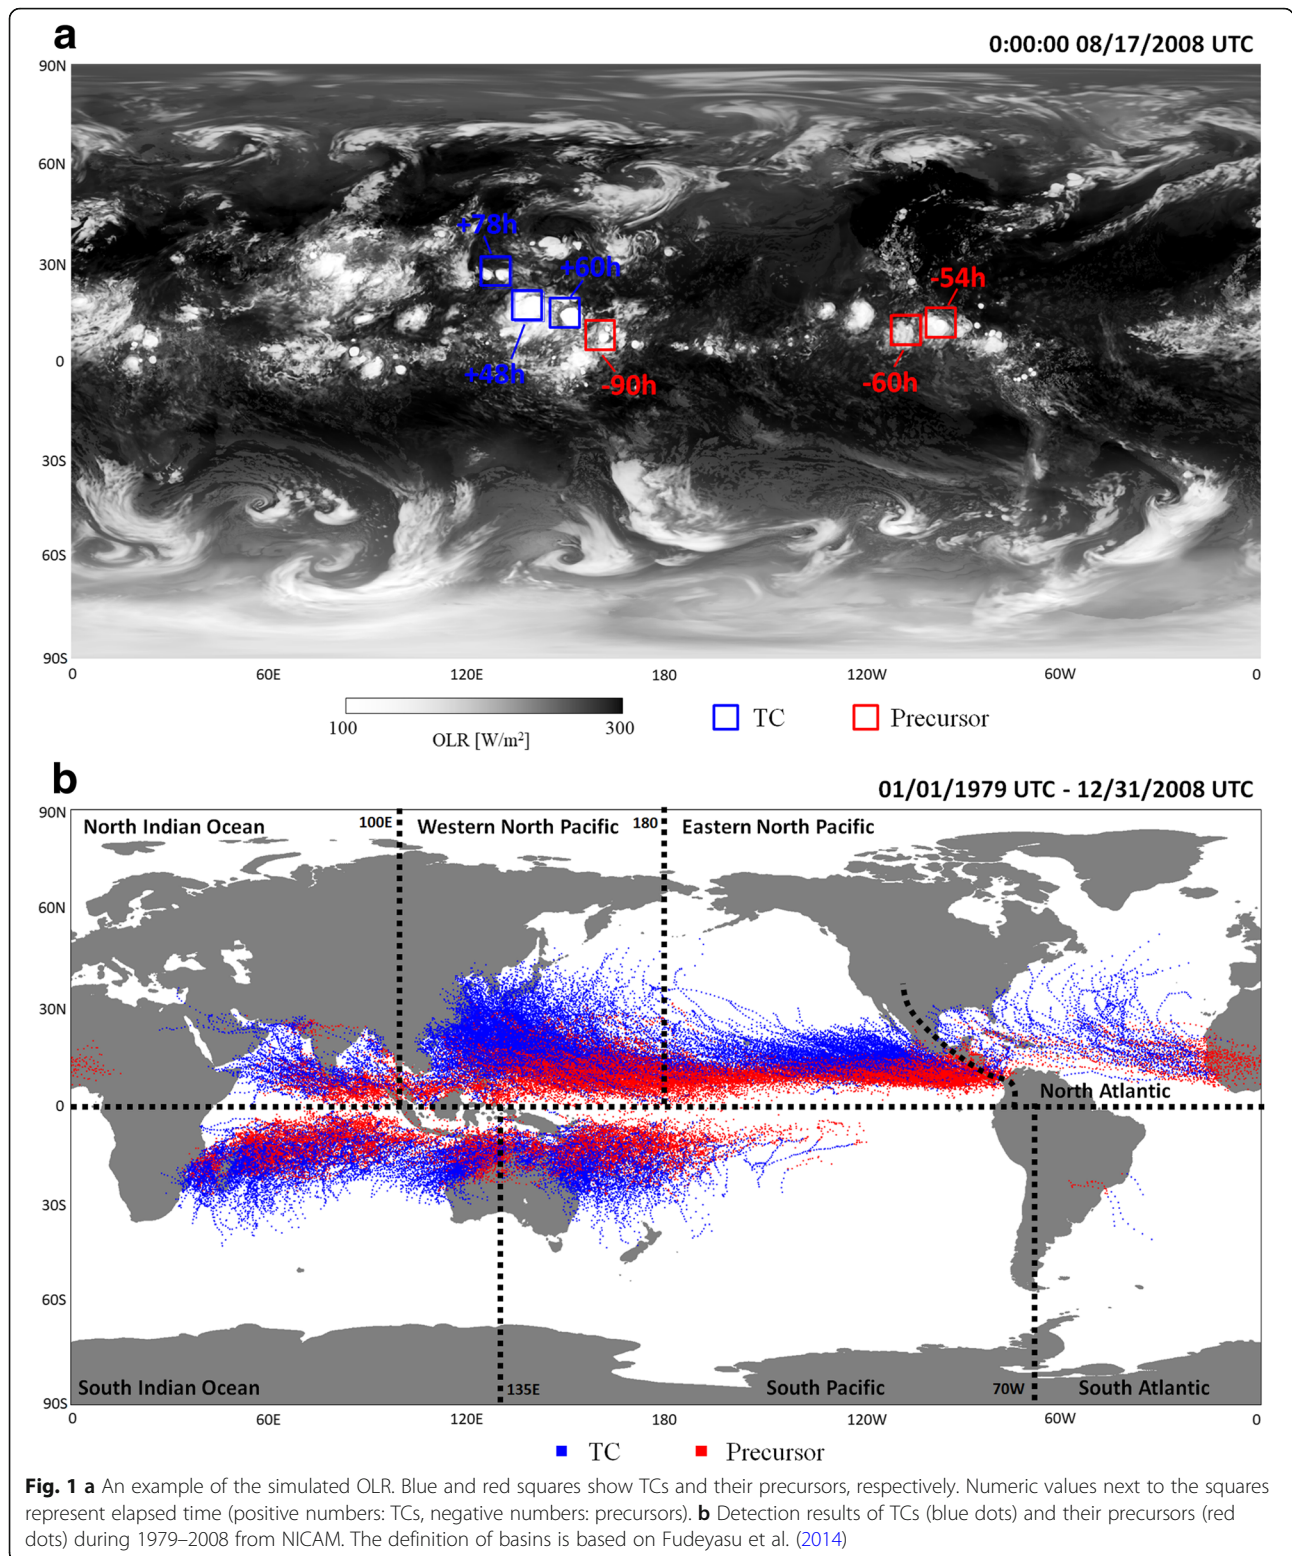 a
0:00:00 08/17/2008 UTC
90N
60N
30N
0
30S
60S
90S
+78h
+60h
+48h
-90h
-54h
-60h
0 60E 120E 180 120W 60W 0
100 300
OLR [W/m²]
TC Precursor
b
01/01/1979 UTC - 12/31/2008 UTC
90N
60N
30N
0
30S
60S
90S
North Indian Ocean 100E Western North Pacific 180 Eastern North Pacific
North Atlantic
South Indian Ocean 135E South Pacific 70W South Atlantic
0 60E 120E 180 120W 60W 0
TC Precursor
Fig. 1 a An example of the simulated OLR. Blue and red squares show TCs and their precursors, respectively. Numeric values next to the squares
represent elapsed time (positive numbers: TCs, negative numbers: precursors). b Detection results of TCs (blue dots) and their precursors (red
dots) during 1979–2008 from NICAM. The definition of basins is based on Fudeyasu et al. (2014)